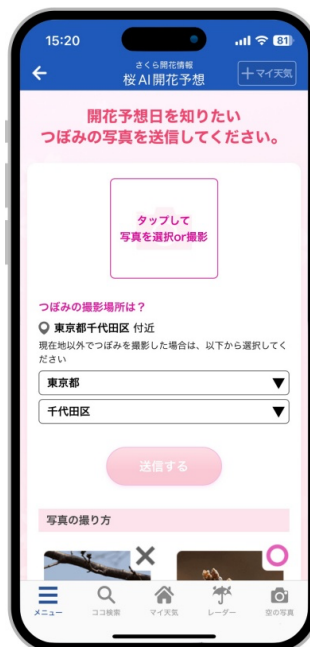 15:20
81
さくら開花情報
桜AI開花予想
＋マイ天気
開花予想日を知りたい
つぼみの写真を送信してください。
タップして
写真を選択or撮影
つぼみの撮影場所は？
東京都千代田区 付近
現在地以外でつぼみを撮影した場合は、以下から選択してく
ださい
東京都
▼
千代田区
▼
送信する
写真の撮り方
メニュー
ココ検索
マイ天気
レーダー
空の写真